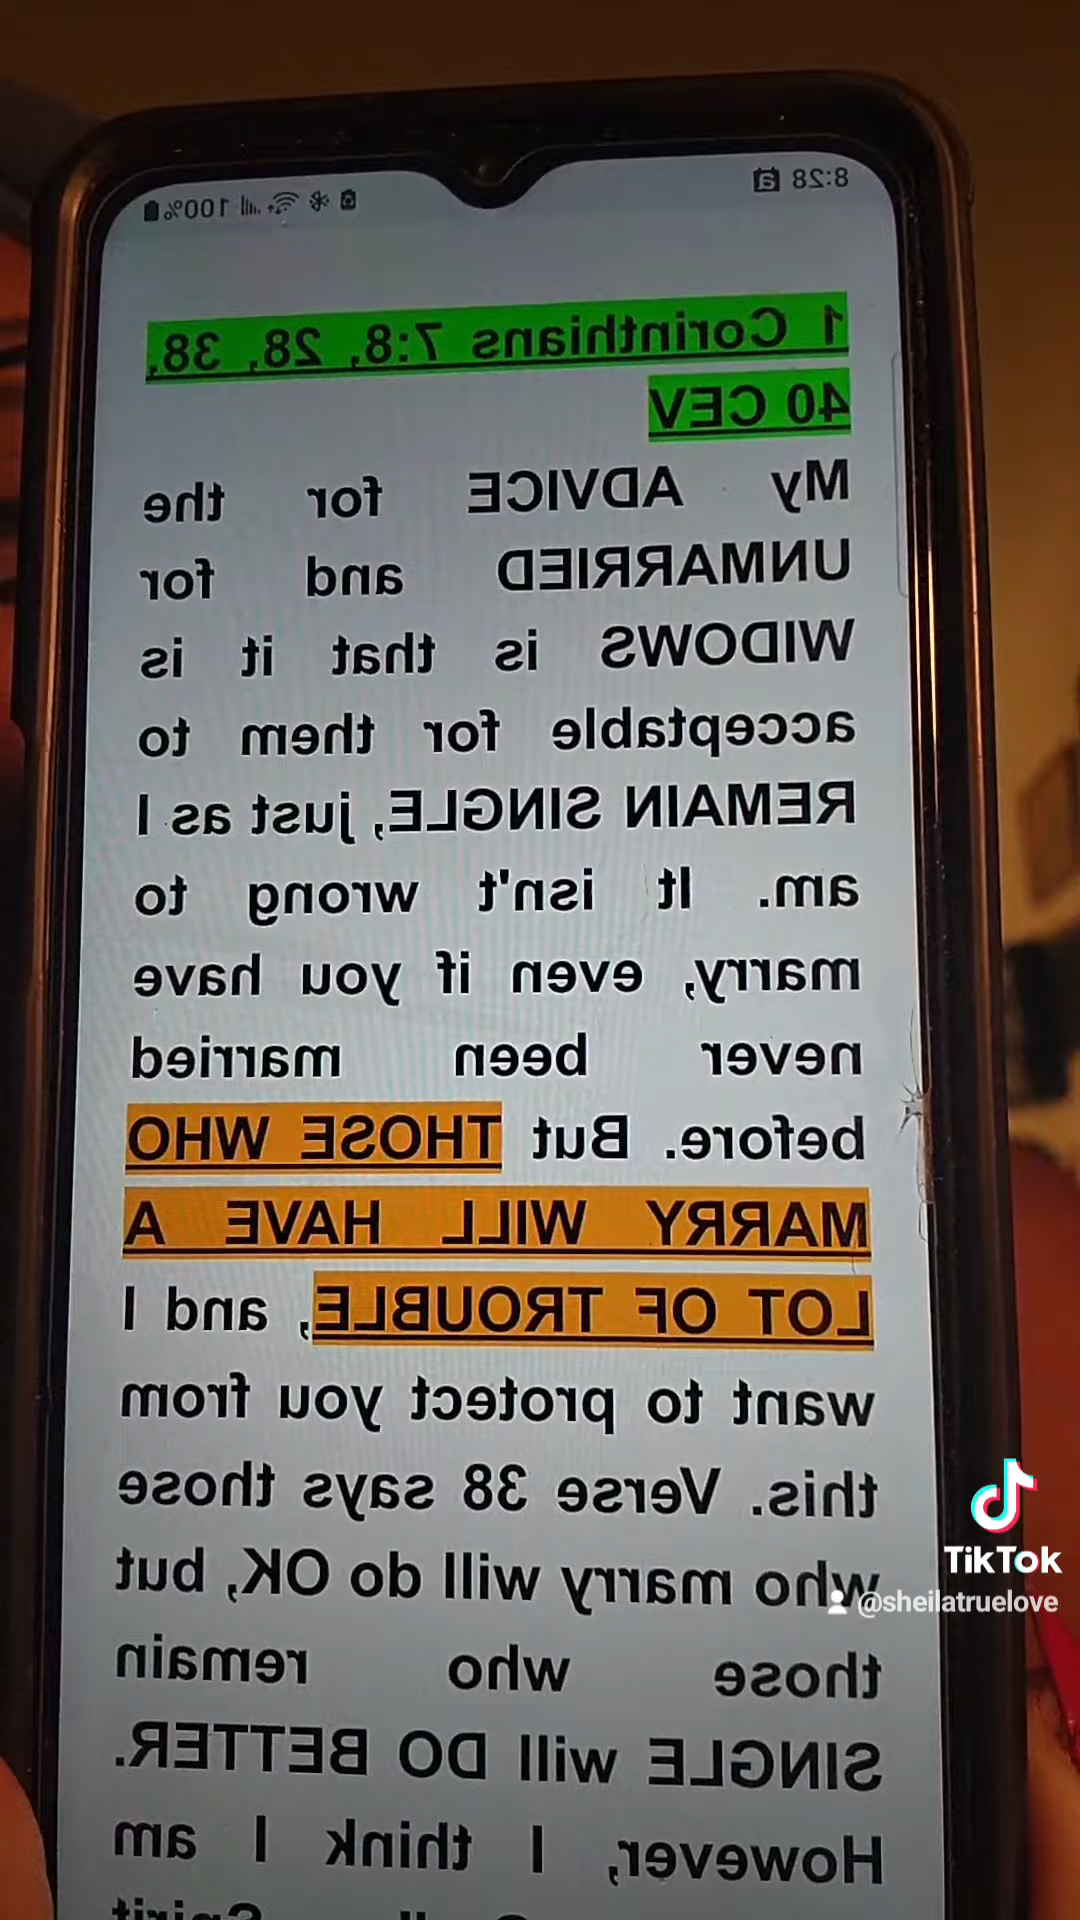 8:28
100%
1 Corinthians 7:8, 28, 38,
40 CEV
My ADVICE for the
UNMARRIED and for
WIDOWS is that it is
acceptable for them to
REMAIN SINGLE, just as I
am. It isn't wrong to
marry, even if you have
never been married
before. But THOSE WHO
MARRY WILL HAVE A
LOT OF TROUBLE, and I
want to protect you from
this. Verse 38 says those
who marry will do OK, but
those who remain
SINGLE will DO BETTER.
However, I think I am
Spirit
TikTok
@sheilatruelove